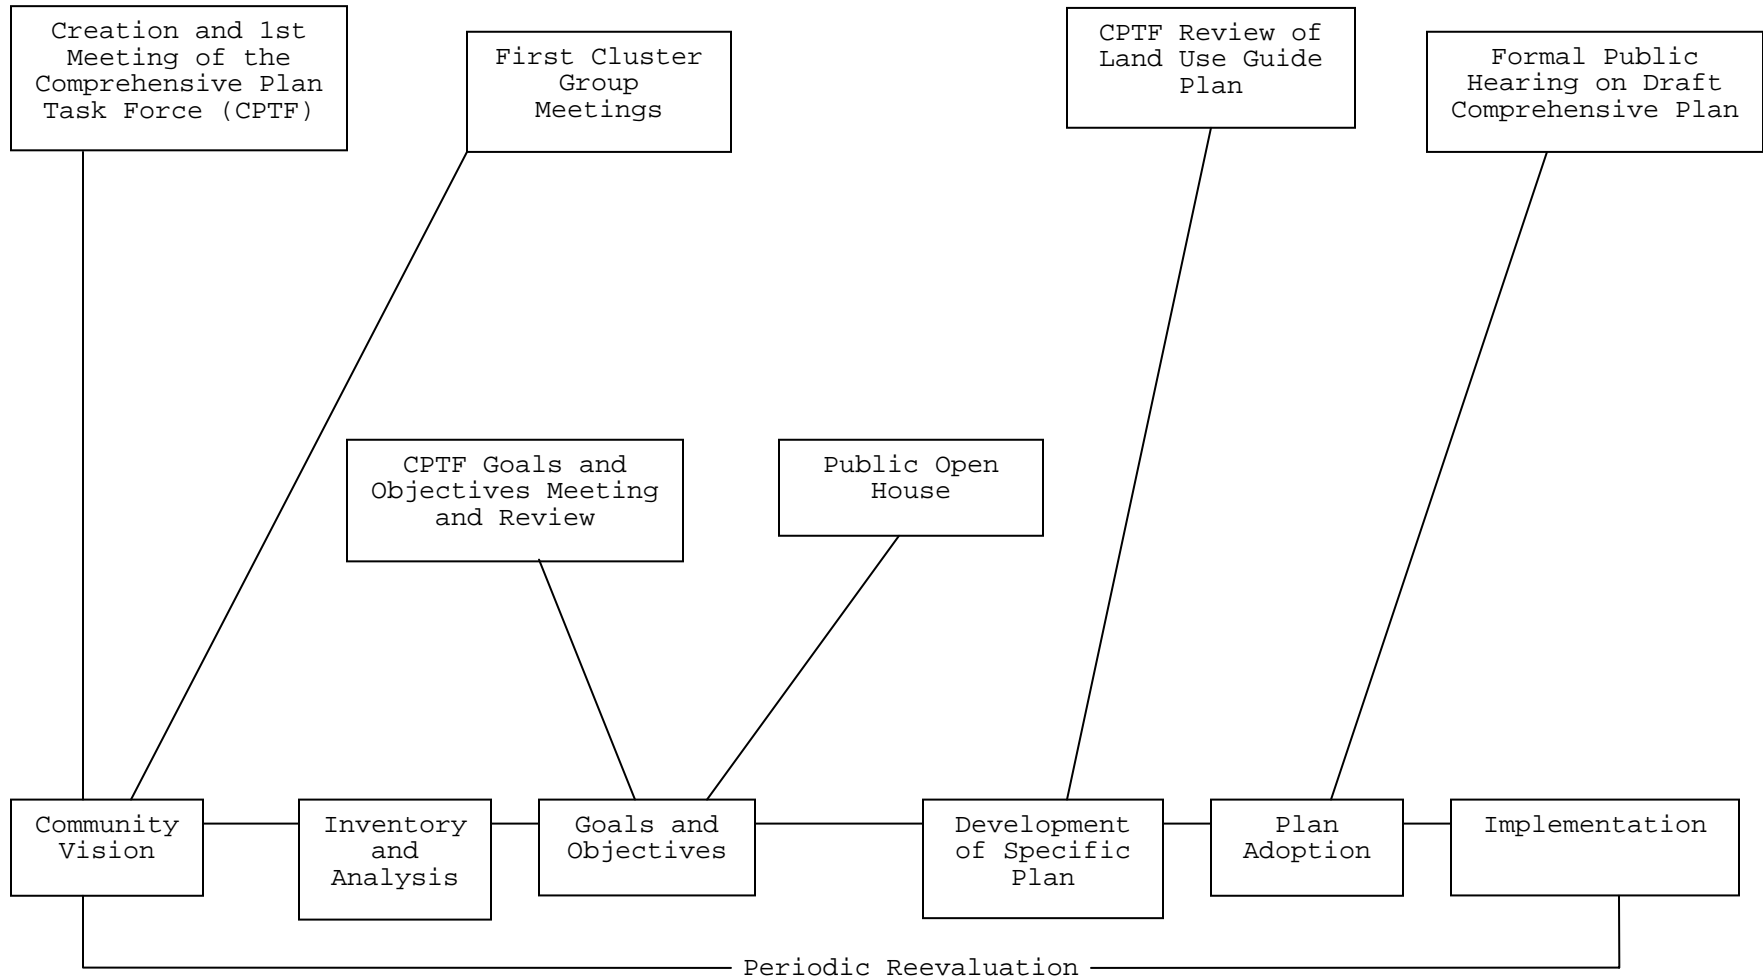 Creation and 1st
Meeting of the
Comprehensive Plan
Task Force (CPTF)
First Cluster
Group
Meetings
CPTF Review of
Land Use Guide
Plan
Formal Public
Hearing on Draft
Comprehensive Plan
CPTF Goals and
Objectives Meeting
and Review
Public Open
House
Community
Vision
Inventory
and
Analysis
Goals and
Objectives
Development
of Specific
Plan
Plan
Adoption
Implementation
Periodic Reevaluation